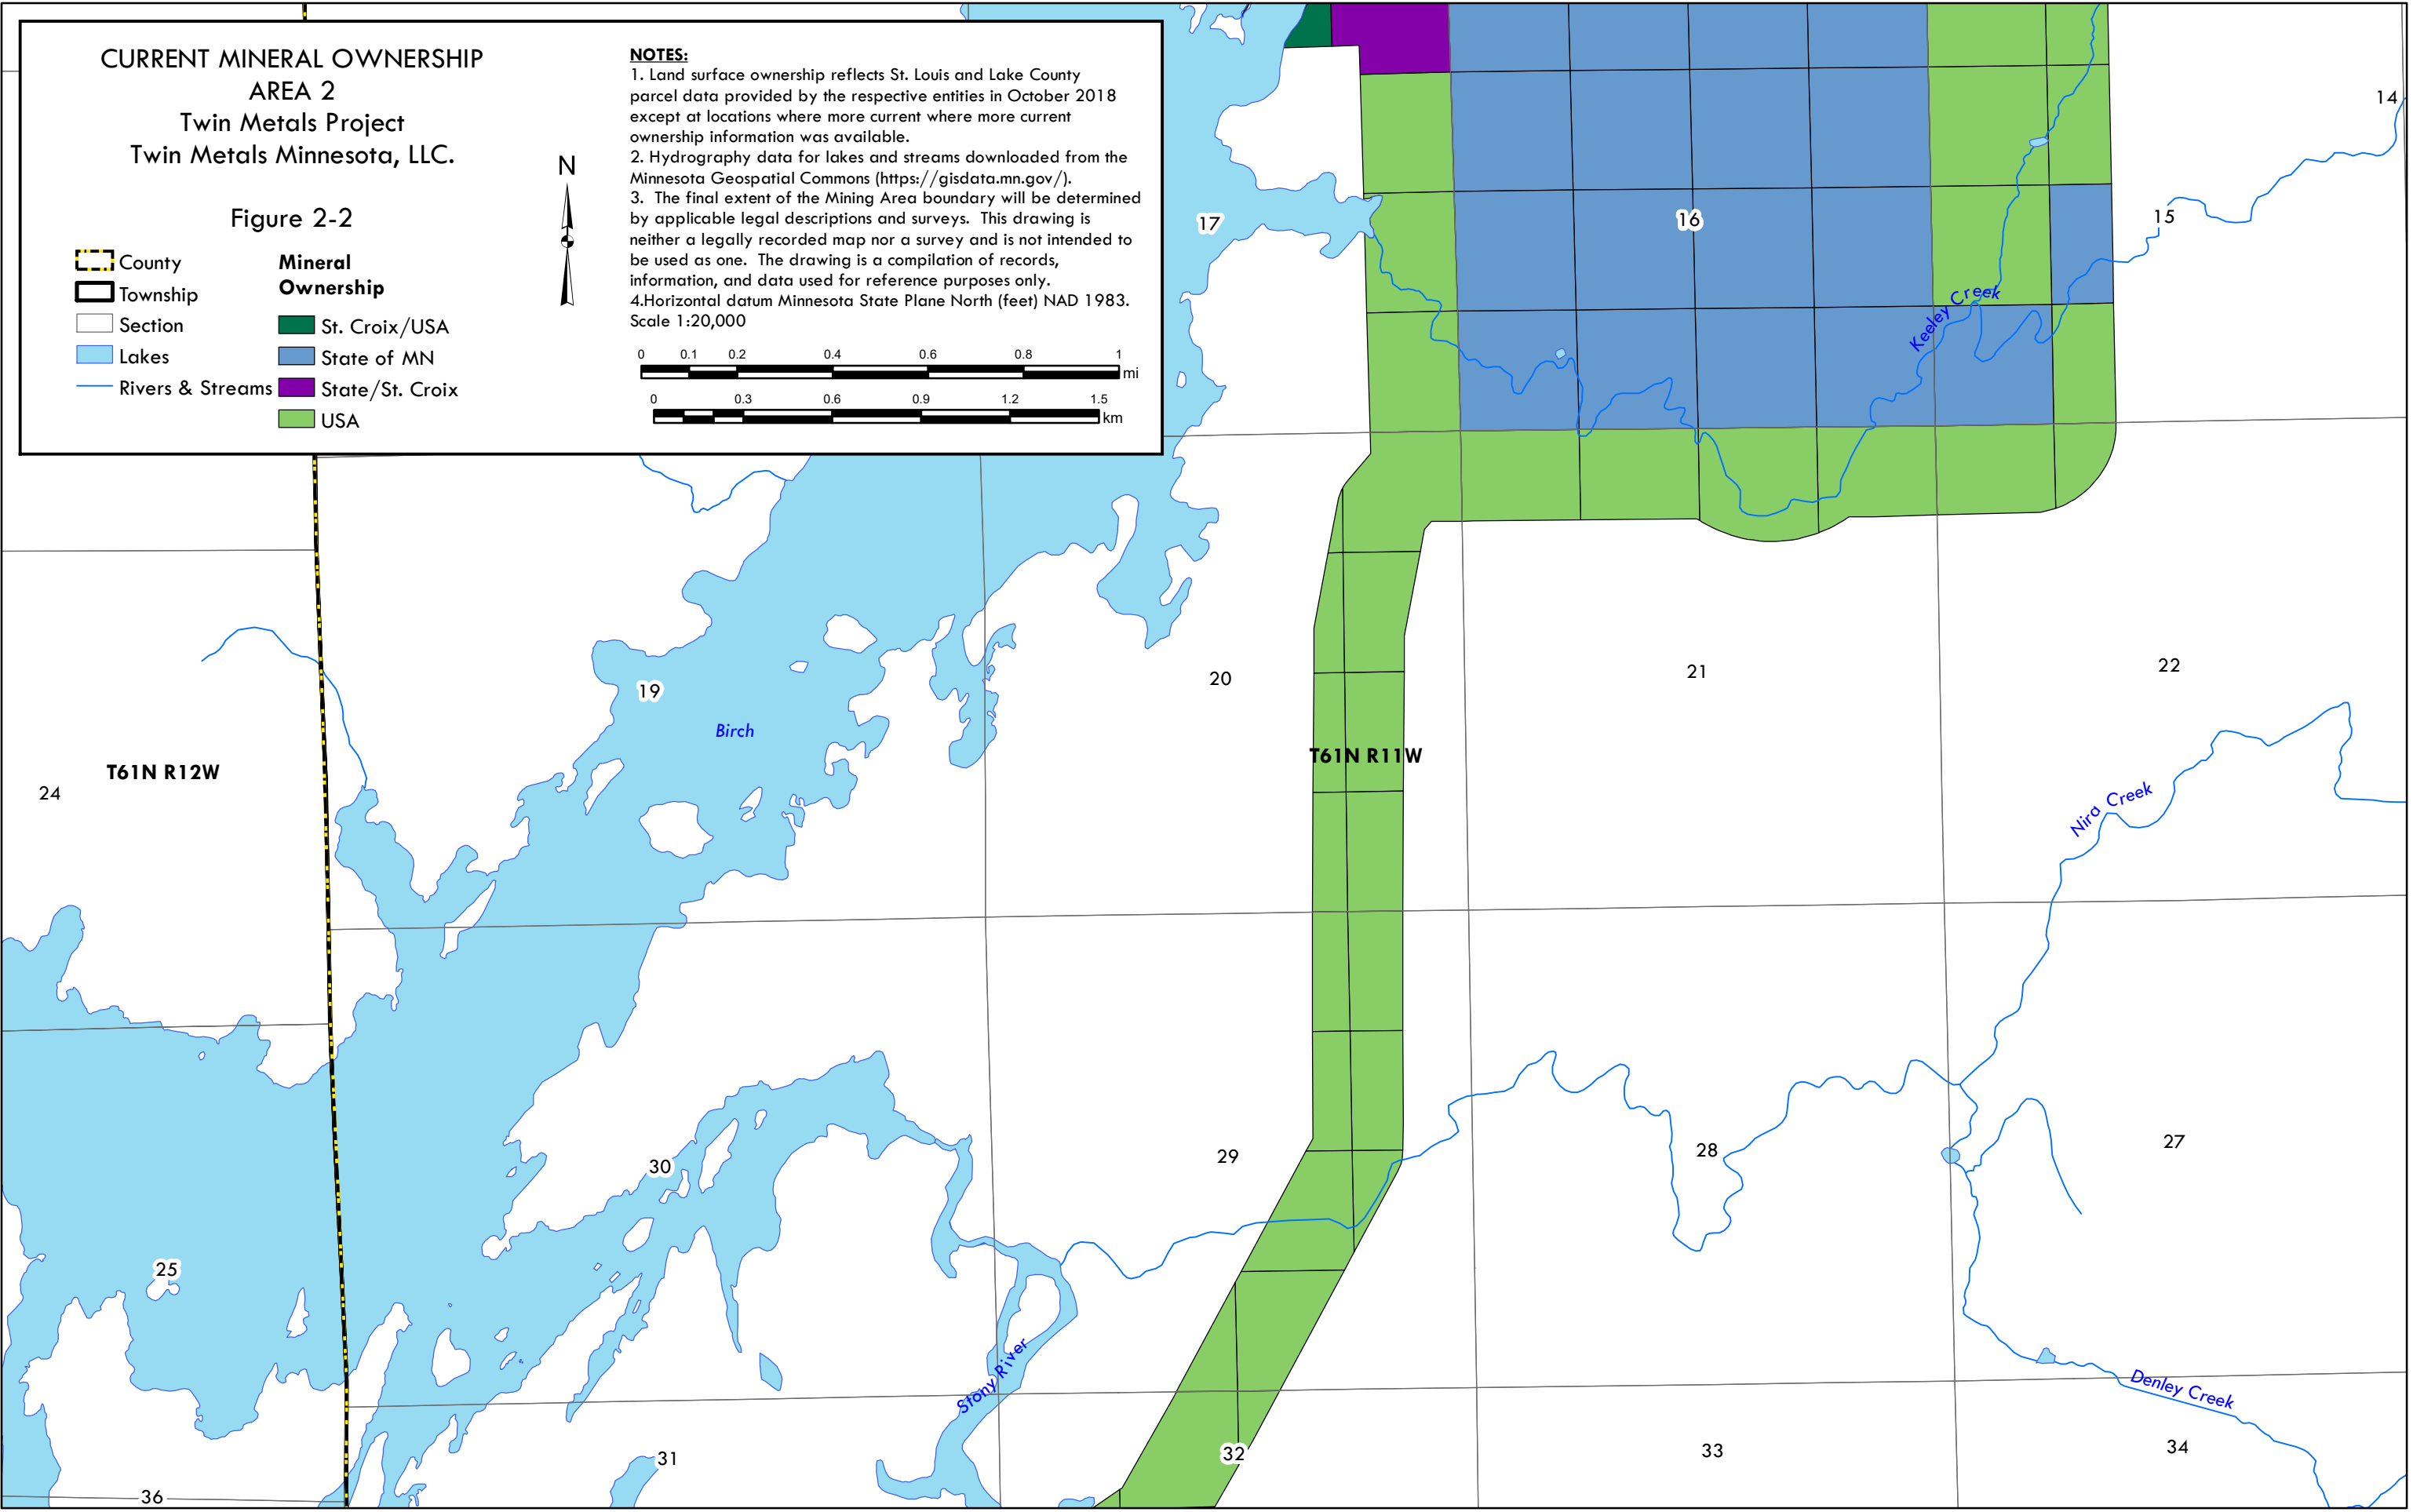 CURRENT MINERAL OWNERSHIP
AREA 2
Twin Metals Project
Twin Metals Minnesota, LLC.
Figure 2-2
County
Township
Section
Lakes
Rivers & Streams
Mineral
Ownership
St. Croix/USA
State of MN
State/St. Croix
USA
N
NOTES:
1. Land surface ownership reflects St. Louis and Lake County
parcel data provided by the respective entities in October 2018
except at locations where more current where more current
ownership information was available.
2. Hydrography data for lakes and streams downloaded from the
Minnesota Geospatial Commons (https://gisdata.mn.gov/).
3. The final extent of the Mining Area boundary will be determined
by applicable legal descriptions and surveys. This drawing is
neither a legally recorded map nor a survey and is not intended to
be used as one. The drawing is a compilation of records,
information, and data used for reference purposes only.
4.Horizontal datum Minnesota State Plane North (feet) NAD 1983.
Scale 1:20,000
0 0.1 0.2 0.4 0.6 0.8 1
mi
0 0.3 0.6 0.9 1.2 1.5
km
14
17
16
15
Keeley Creek
19
20
21
22
Birch
T61N R12W
T61N R11W
24
Nira Creek
30
29
28
27
25
Stony River
Denley Creek
36
31
32
33
34